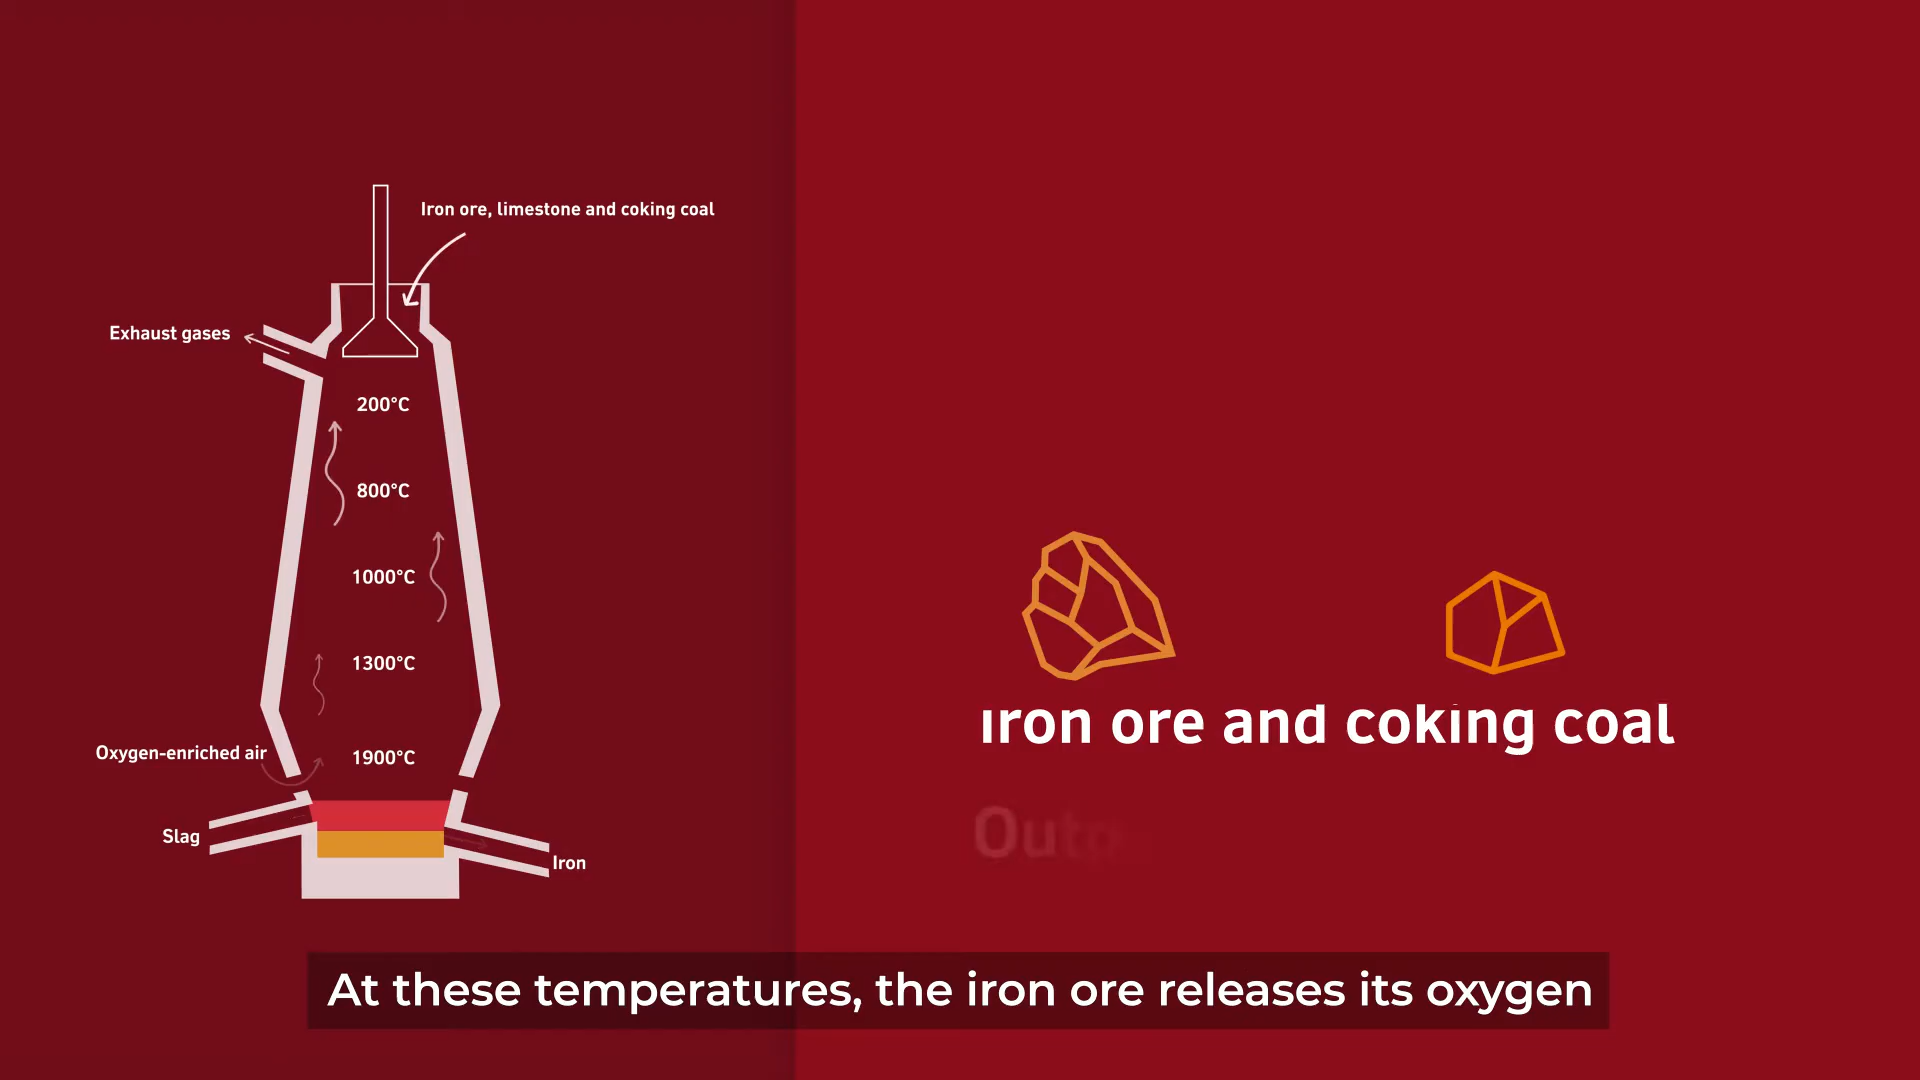 Iron ore, limestone and coking coal
Exhaust gases
200°C
800°C
1000°C
1300°C
Oxygen-enriched air
1900°C
Slag
Iron
Iron ore and coking coal
At these temperatures, the iron ore releases its oxygen